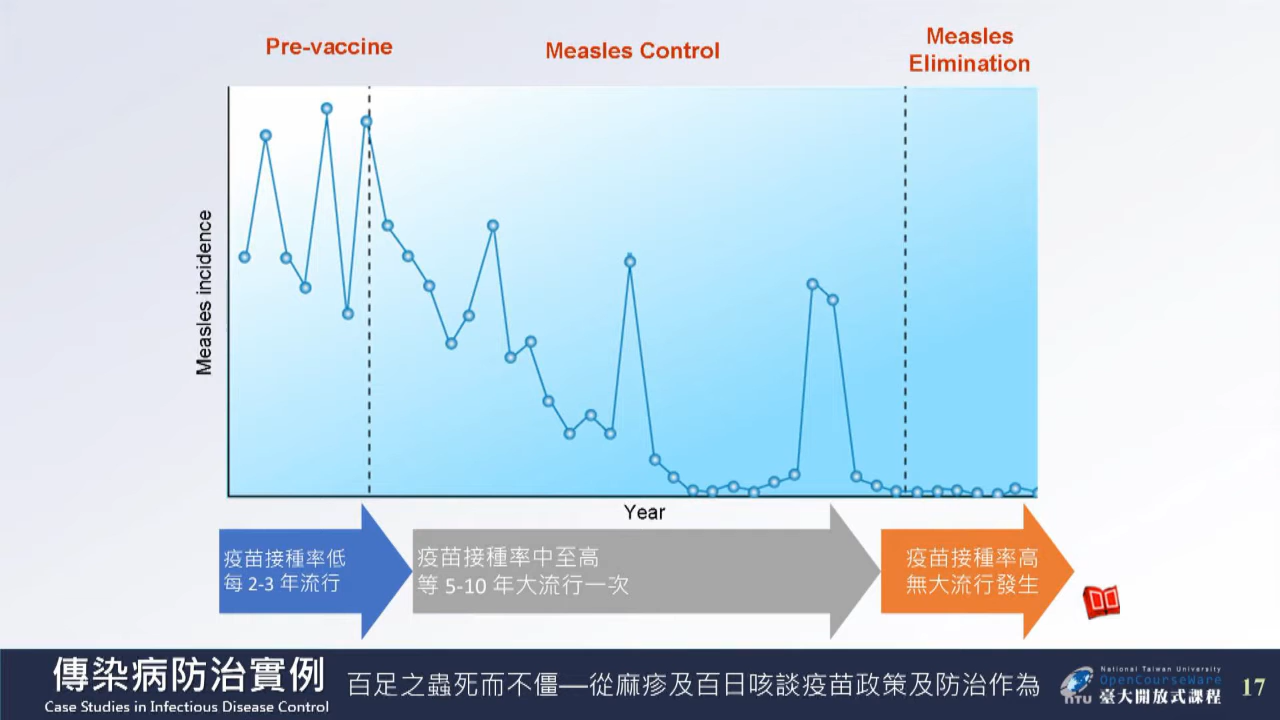 Pre-vaccine
Measles Control
Measles
Elimination
Measles incidence
Year
疫苗接種率低
每 2-3 年流行
疫苗接種率中至高
等 5-10 年大流行一次
疫苗接種率高
無大流行發生
傳染病防治實例
Case Studies in Infectious Disease Control
百足之蟲死而不僵—從麻疹及百日咳談疫苗政策及防治作為
NTU
National Taiwan University
OpenCourseWare
臺大開放式課程
17